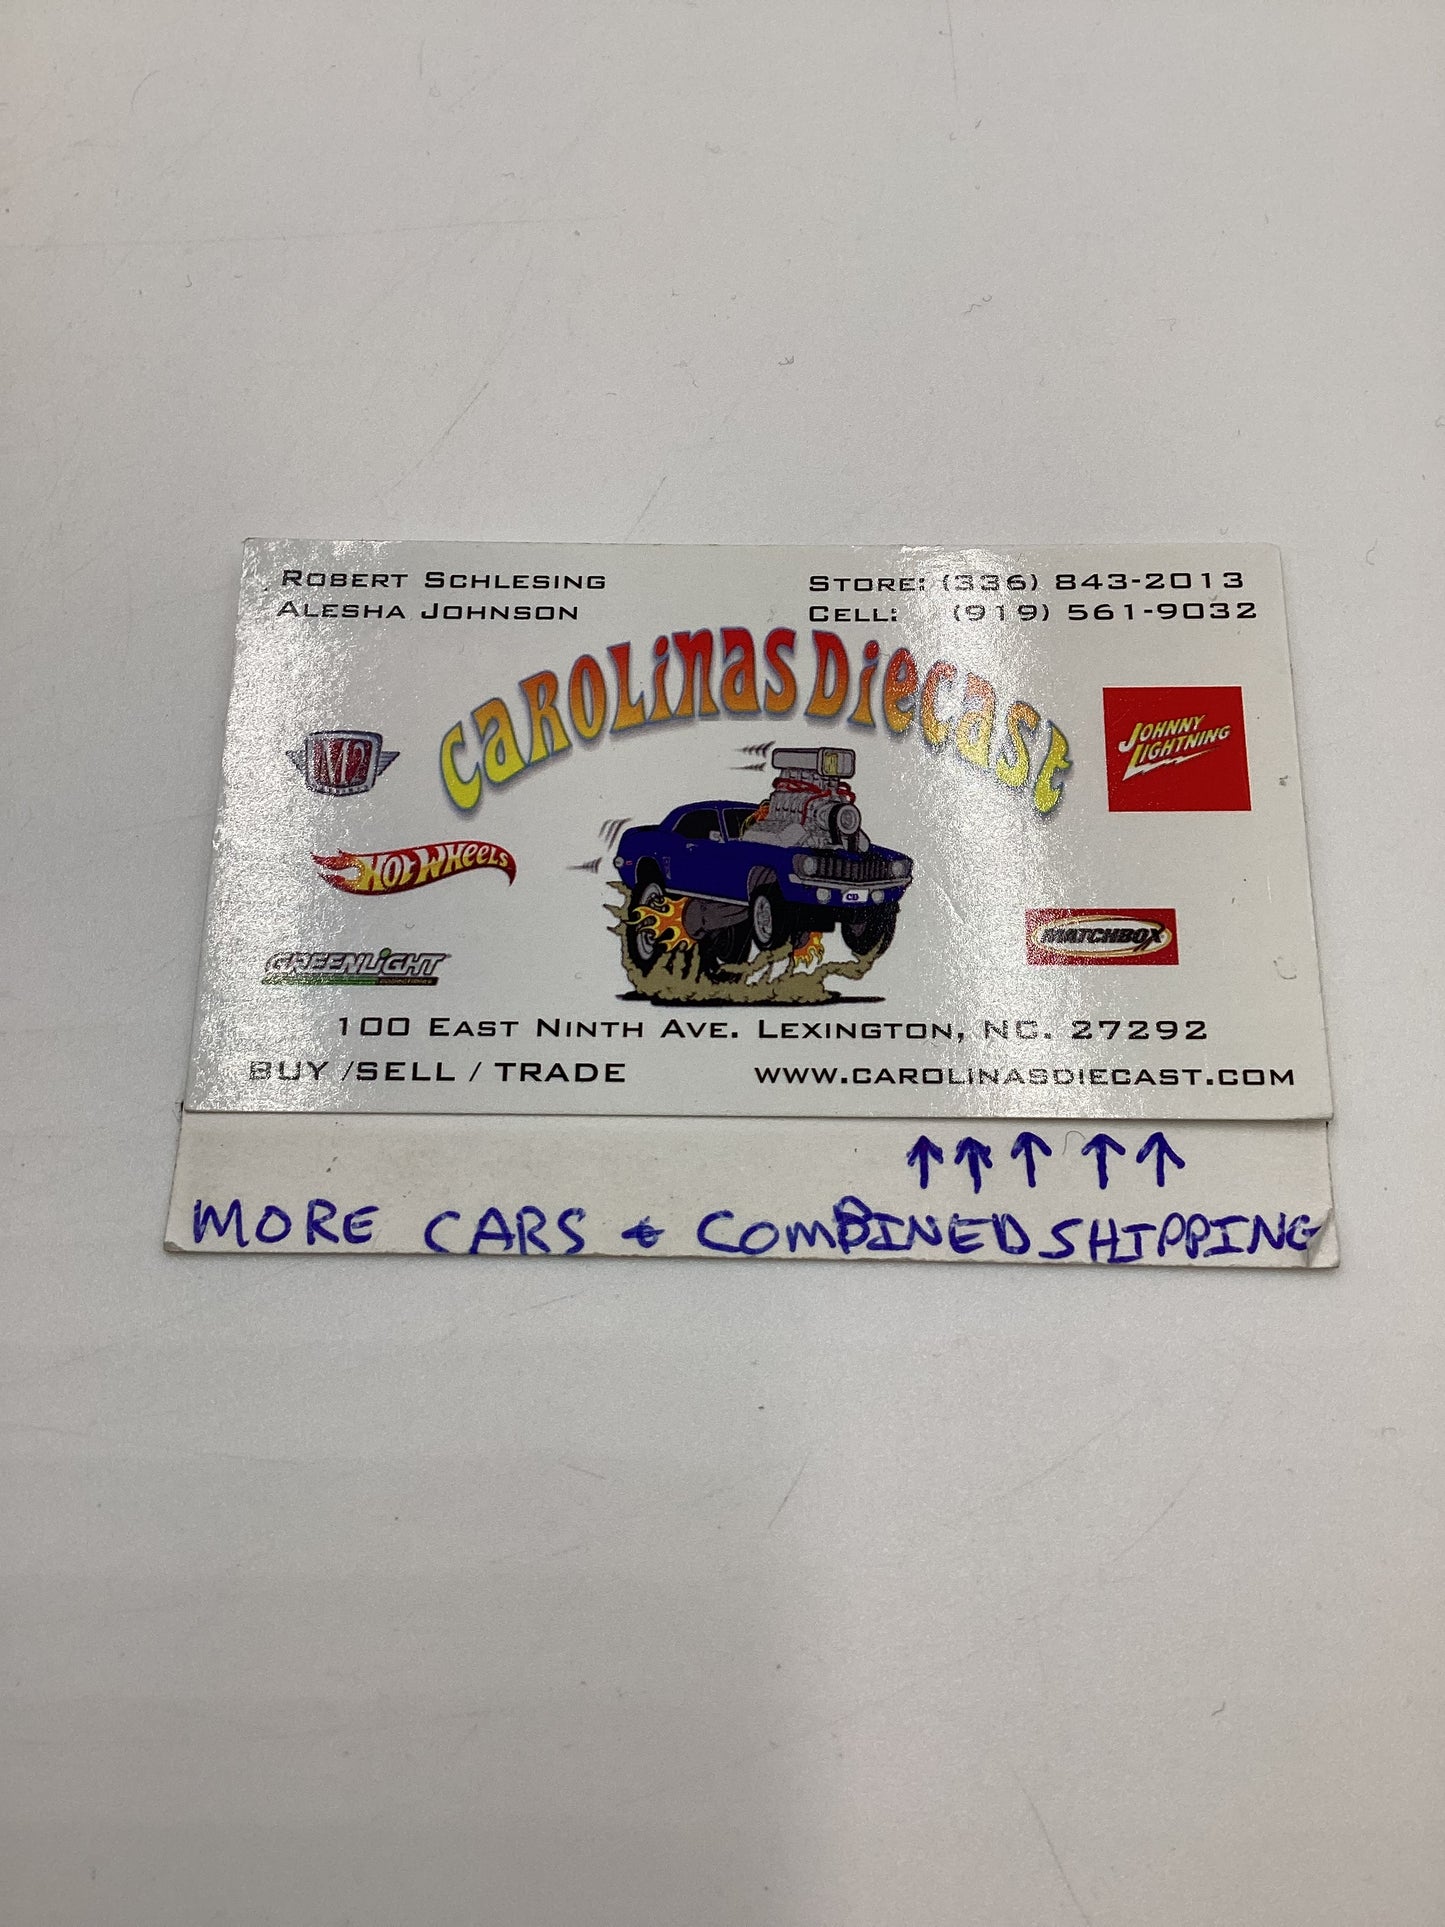 ROBERT SCHLESING
ALESHA JOHNSON
STORE: (336) 843-2013
CELL: (919) 561-9032
CAROLINAS DIECAST
M2
JOHNNY
LIGHTNING
HOT WHEELS
MATCHBOX
GREENLIGHT
CD
100 EAST NINTH AVE. LEXINGTON, NC. 27292
BUY /SELL / TRADE
WWW.CAROLINASDIECAST.COM
↑↑↑↑↑
MORE CARS & COMBINED SHIPPING